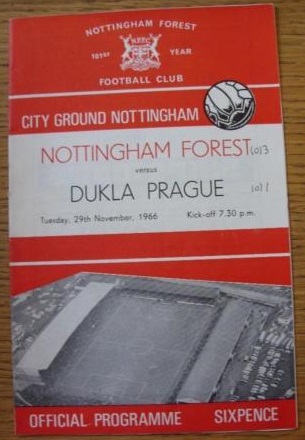 NOTTINGHAM FOREST
N.F.F.C
101ST YEAR
FOOTBALL CLUB
CITY GROUND NOTTINGHAM
NOTTINGHAM FOREST (0) 3
versus
DUKLA PRAGUE (0) 1
Tuesday, 29th November, 1966 Kick-off 7.30 p.m.
OFFICIAL PROGRAMME SIXPENCE